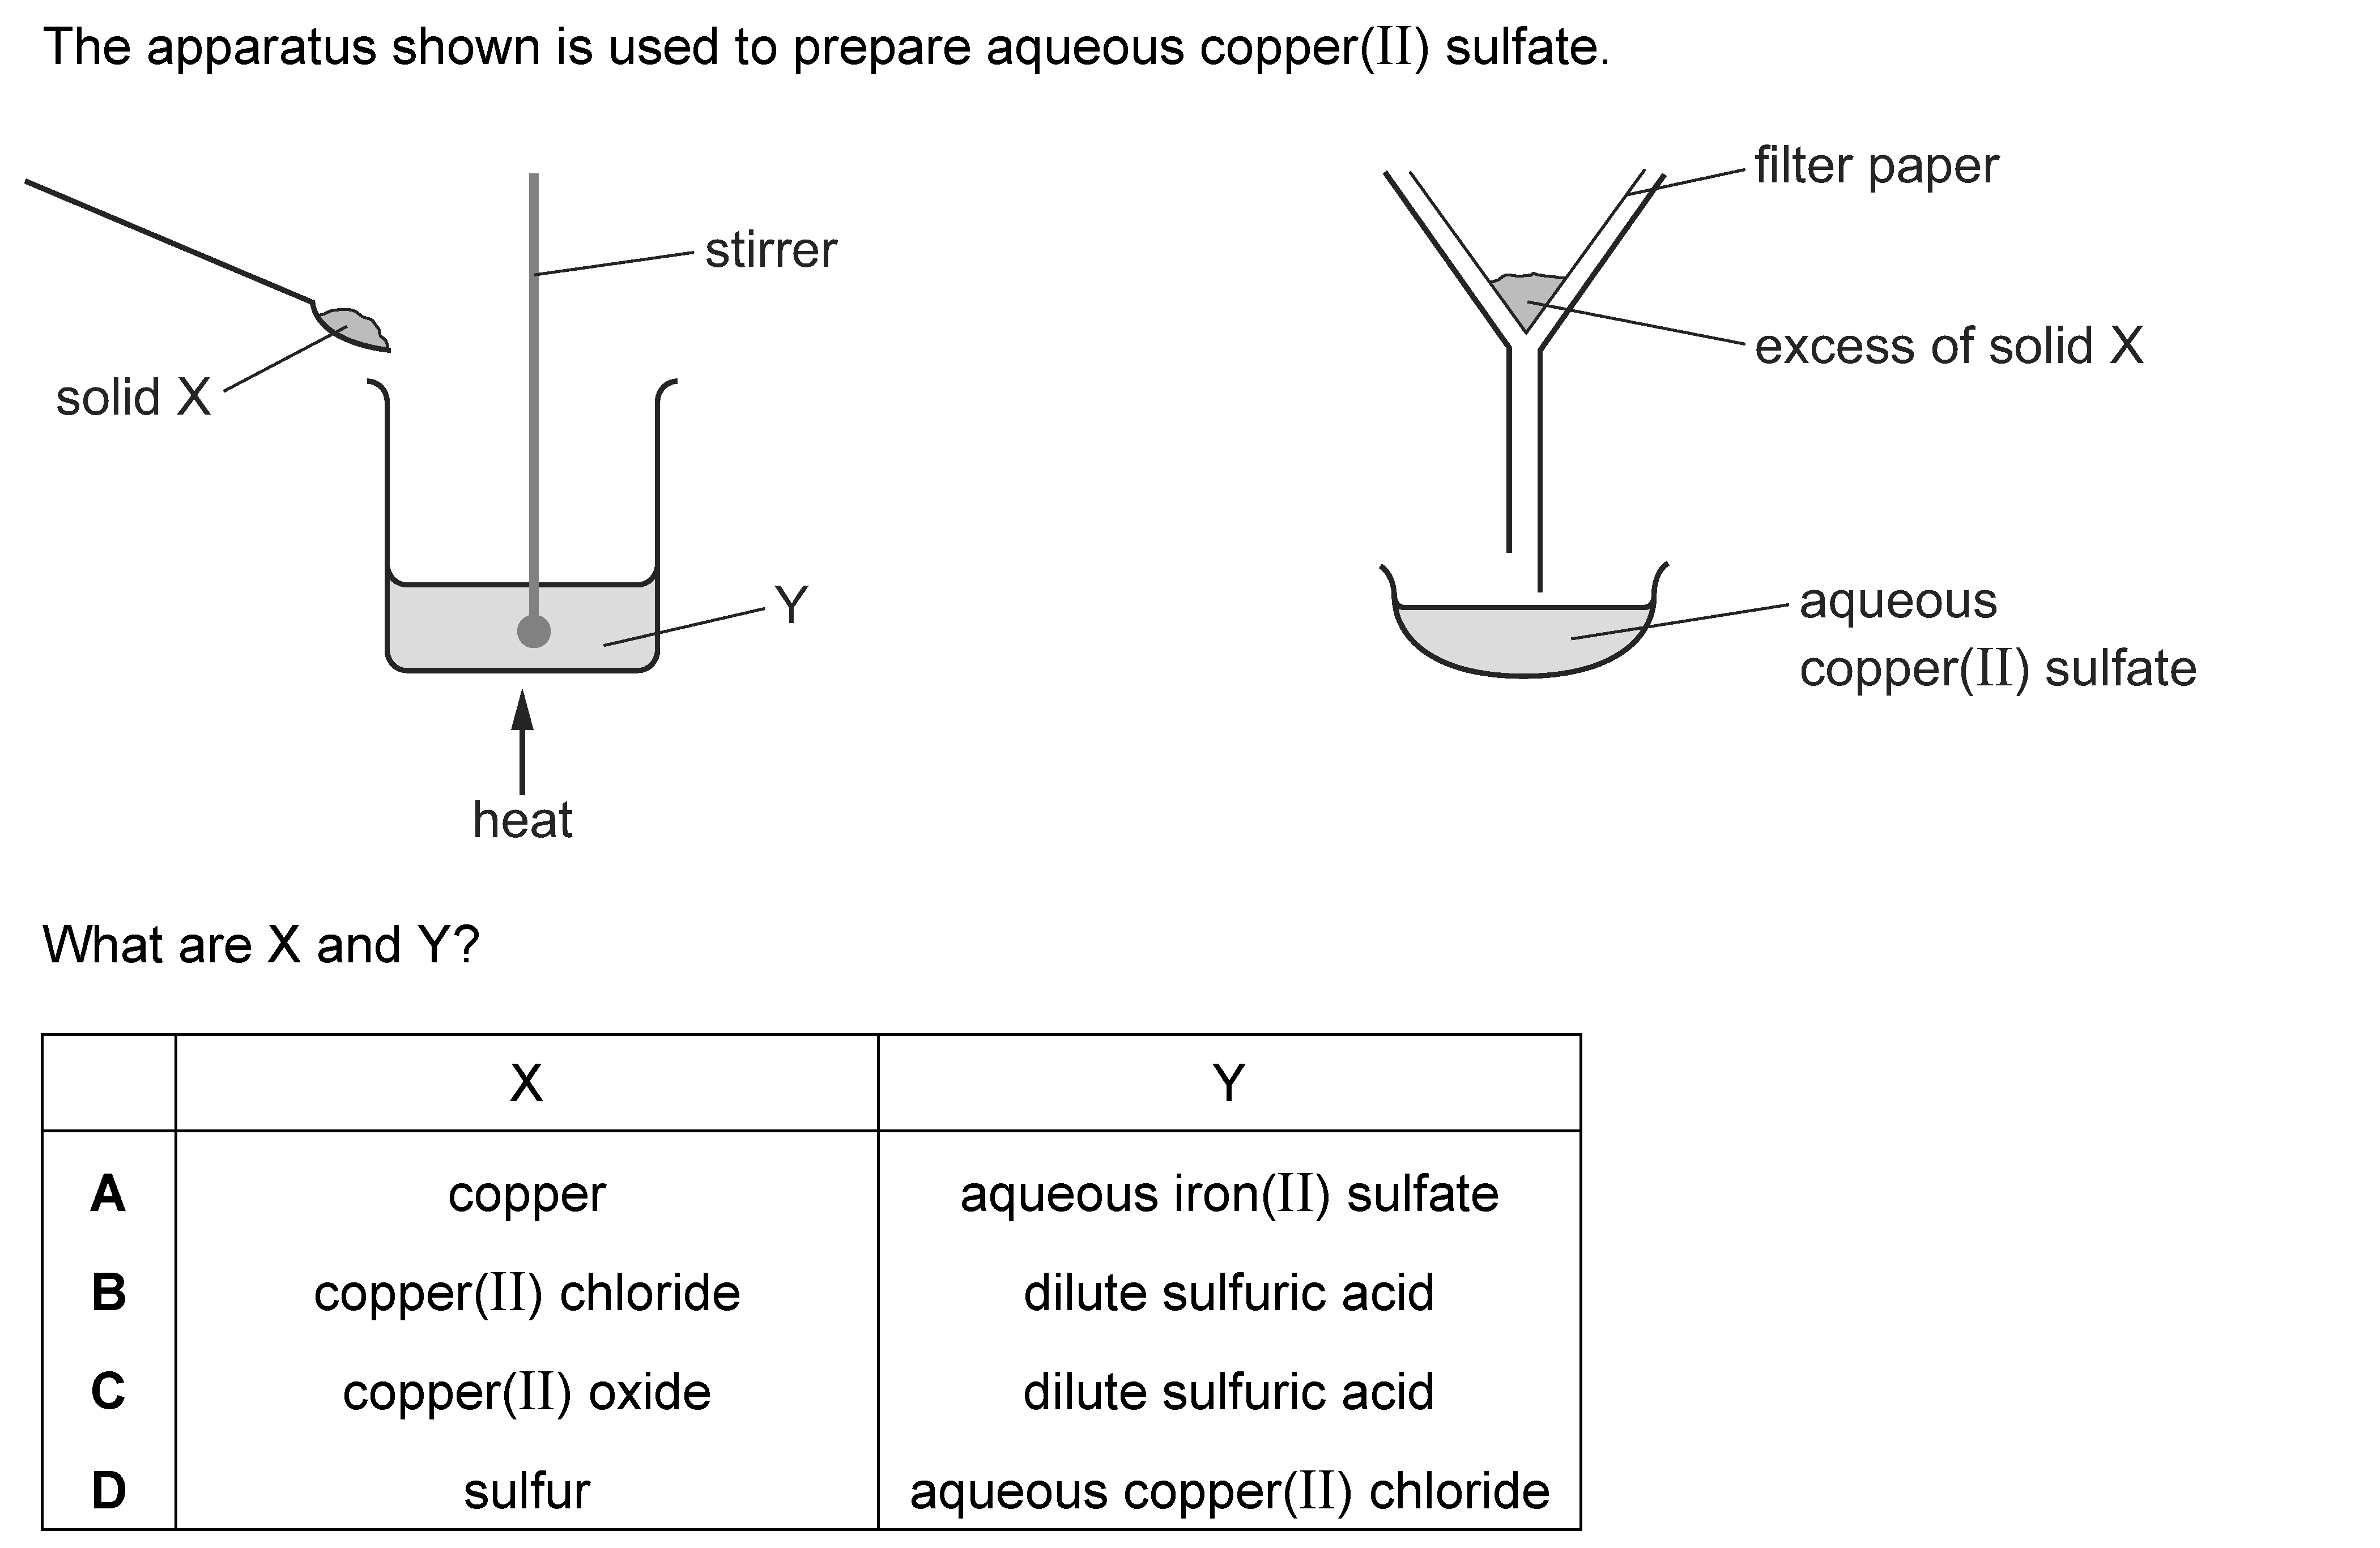 The apparatus shown is used to prepare aqueous copper(II) sulfate.
filter paper
stirrer
excess of solid X
solid X
Y
aqueous
copper(II) sulfate
heat
What are X and Y?
X Y
A copper aqueous iron(II) sulfate
B copper(II) chloride dilute sulfuric acid
C copper(II) oxide dilute sulfuric acid
D sulfur aqueous copper(II) chloride